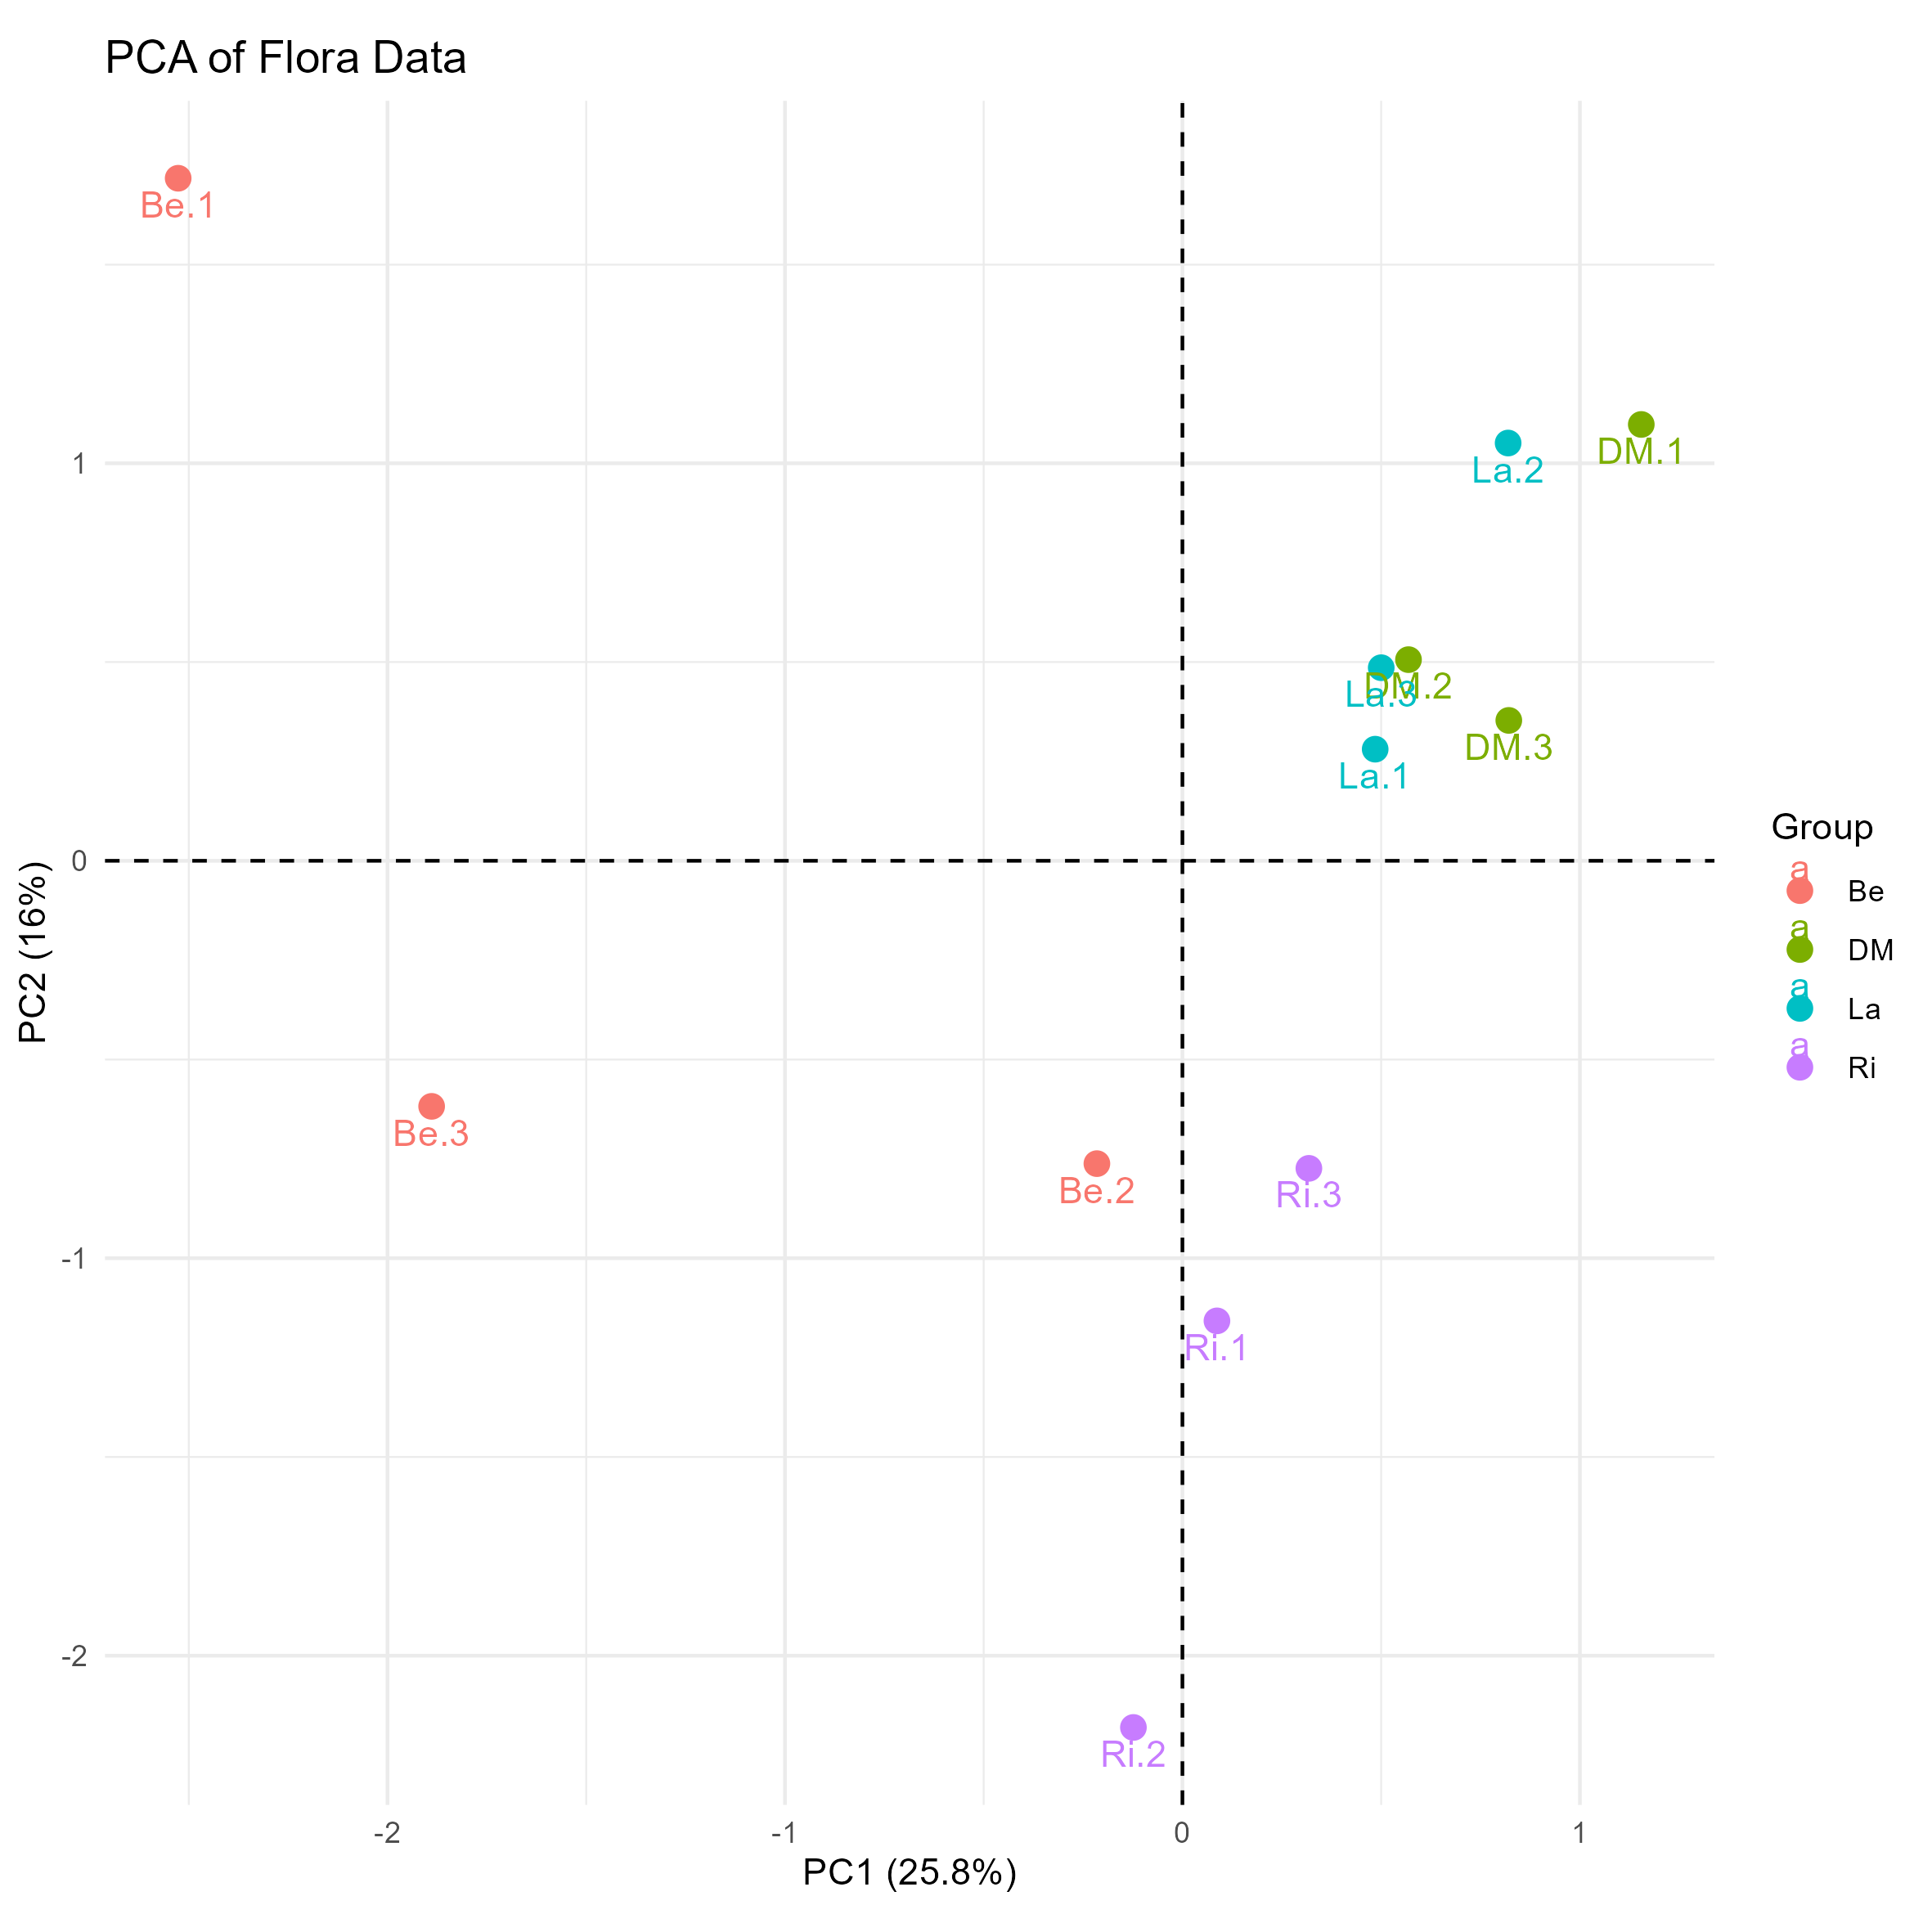 PCA of Flora Data
Be.1
DM.1
La.2
1
DM.2
La.3
DM.3
La.1
0
Be.3
Be.2
Ri.3
-1
Ri.1
-2
Ri.2
-2
-1
0
1
PC1 (25.8%)
PC2 (16%)
Group
a
Be
a
DM
a
La
a
Ri